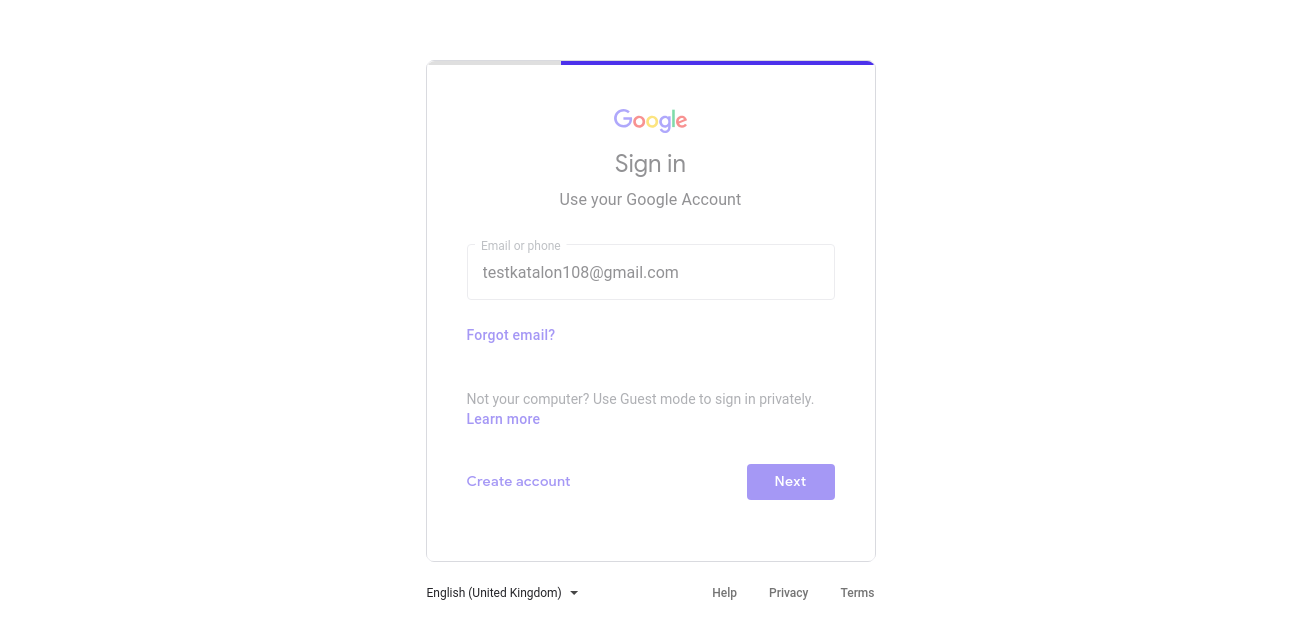 Google
Sign in
Use your Google Account
Email or phone
testkatalon108@gmail.com
Forgot email?
Not your computer? Use Guest mode to sign in privately.
Learn more
Create account
Next
English (United Kingdom)
Help
Privacy
Terms